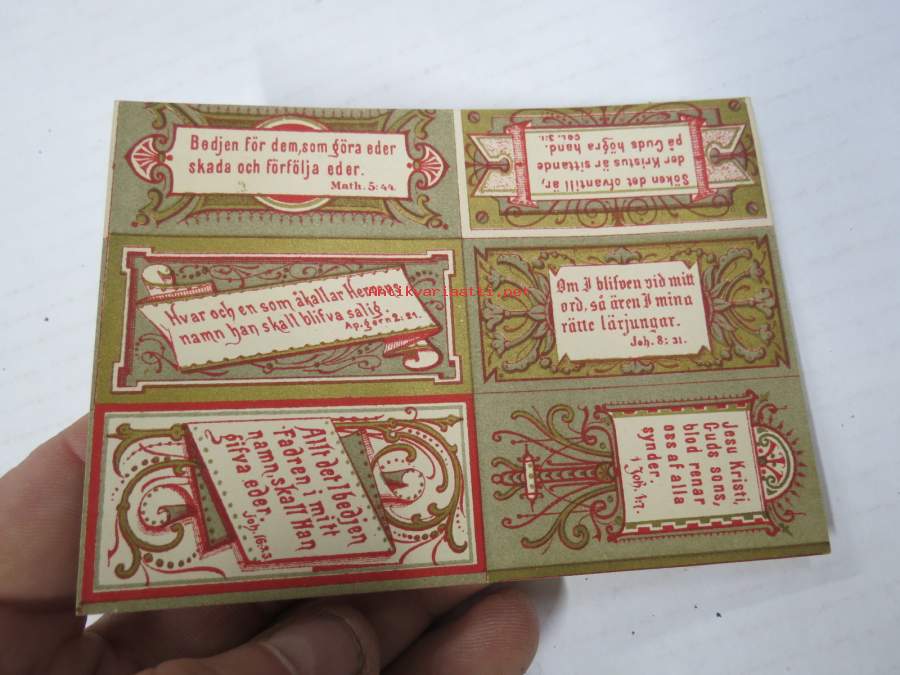 Bedjen för dem, som göra eder
skada och förfölja eder.
Math. 5:44.
Söken det ofvantill är,
der Kristus är sittande
på Guds högra hand.
Col. 3:1.
Hvar och en som åkallar
namn han skall blifva salig.
Ap. gern. 2. 21.
antikvariaatti.net
Om I blifven vid mitt
ord, så ären I mina
rätte lärjungar.
Joh. 8: 31.
Allt det I bedjen
Fadren i mitt
namn, skall Han
gifva eder.
Joh. 16:23
Jesu Kristi,
Guds sons,
blod renar
oss af alla
synder.
1 Joh. 1:7.